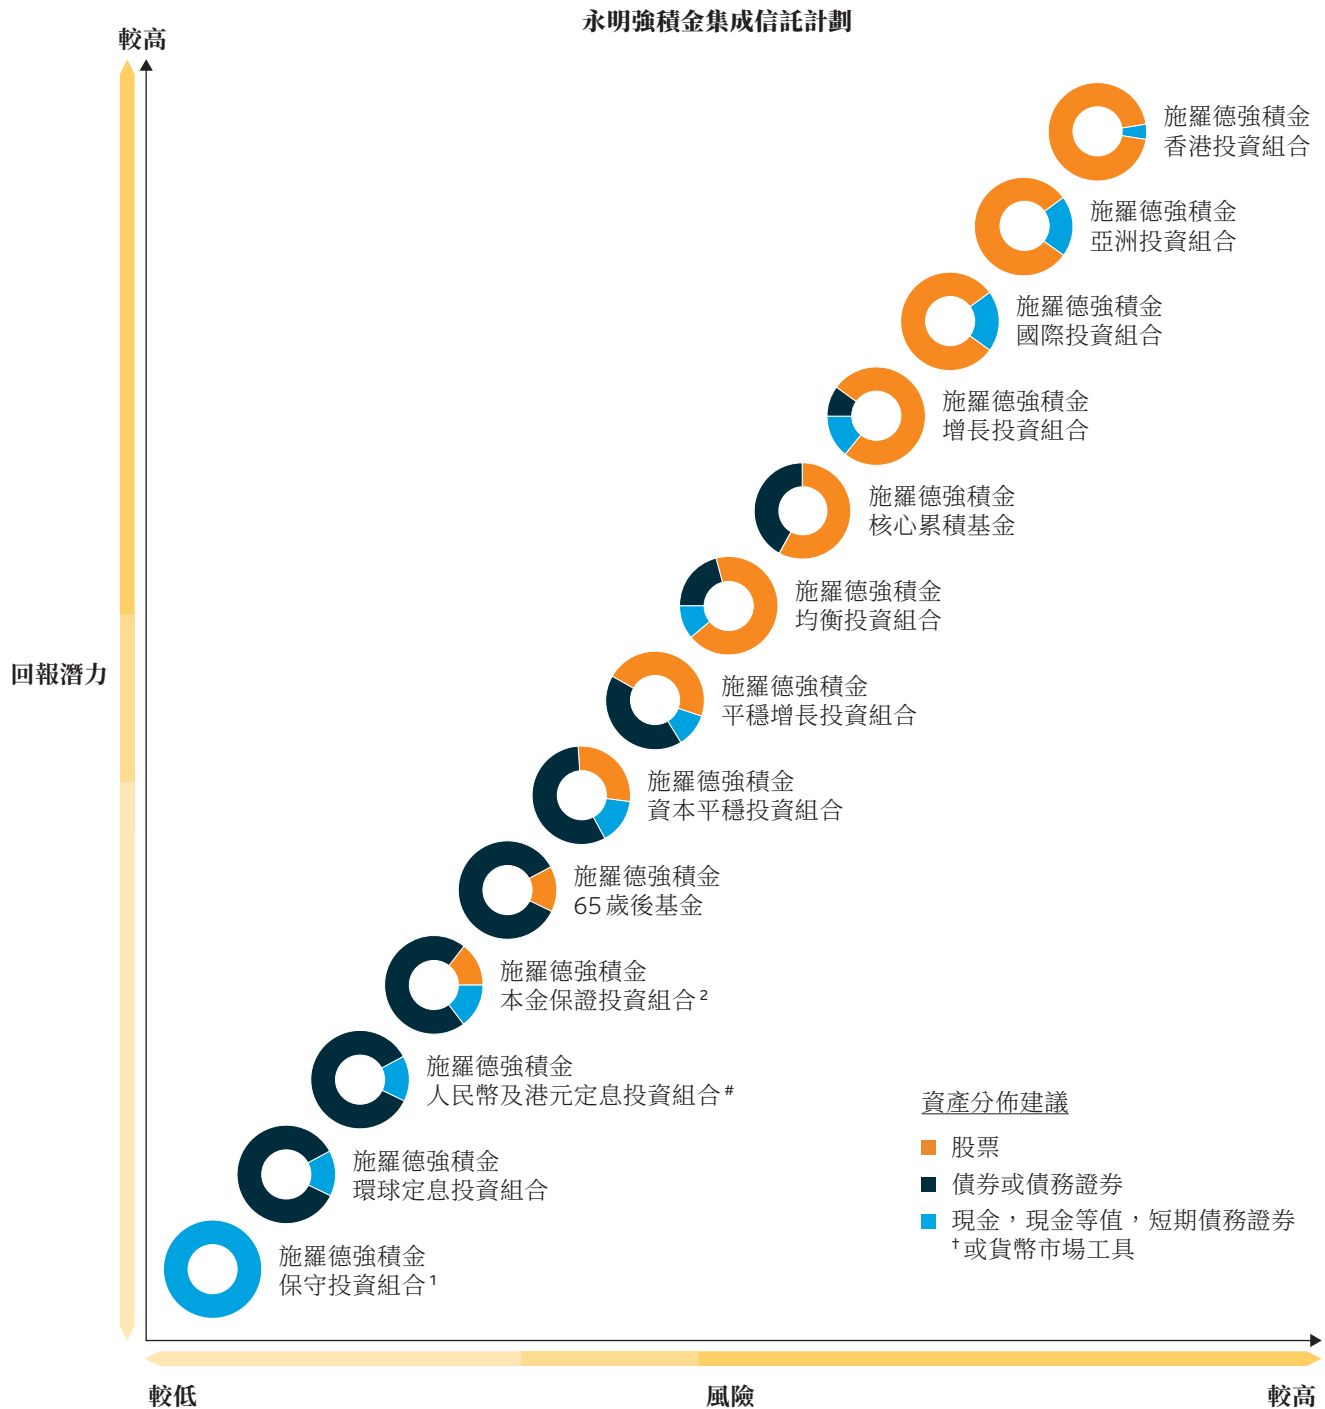 永明強積金集成信託計劃
較高
施羅德強積金
香港投資組合
施羅德強積金
亞洲投資組合
施羅德強積金
國際投資組合
施羅德強積金
增長投資組合
施羅德強積金
核心累積基金
施羅德強積金
均衡投資組合
回報潛力
施羅德強積金
平穩增長投資組合
施羅德強積金
資本平穩投資組合
施羅德強積金
65 歲後基金
施羅德強積金
本金保證投資組合²
施羅德強積金
人民幣及港元定息投資組合#
施羅德強積金
環球定息投資組合
施羅德強積金
保守投資組合¹
資產分佈建議
股票
債券或債務證券
現金，現金等值，短期債務證券
†或貨幣市場工具
較低
風險
較高